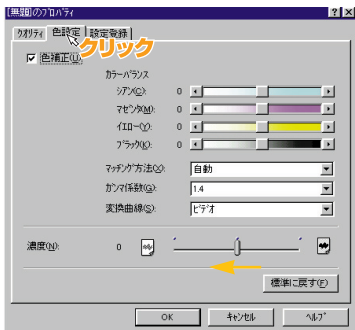 [無題]のﾌﾟﾛﾊﾟﾃｨ
ｸｵﾘﾃｨ 色設定 設定登録
クリック
色補正(U):
ｶﾗｰﾊﾞﾗﾝｽ
ｼｱﾝ(C): 0
ﾏｾﾞﾝﾀ(M): 0
ｲｴﾛｰ(Y): 0
ﾌﾞﾗｯｸ(K): 0
ﾏｯﾁﾝｸﾞ方法(X): 自動
ｶﾞﾝﾏ係数(G): 1.4
変換曲線(S): ﾋﾞﾃﾞｵ
濃度(N): 0
標準に戻す(F)
OK ｷｬﾝｾﾙ ﾍﾙﾌﾟ